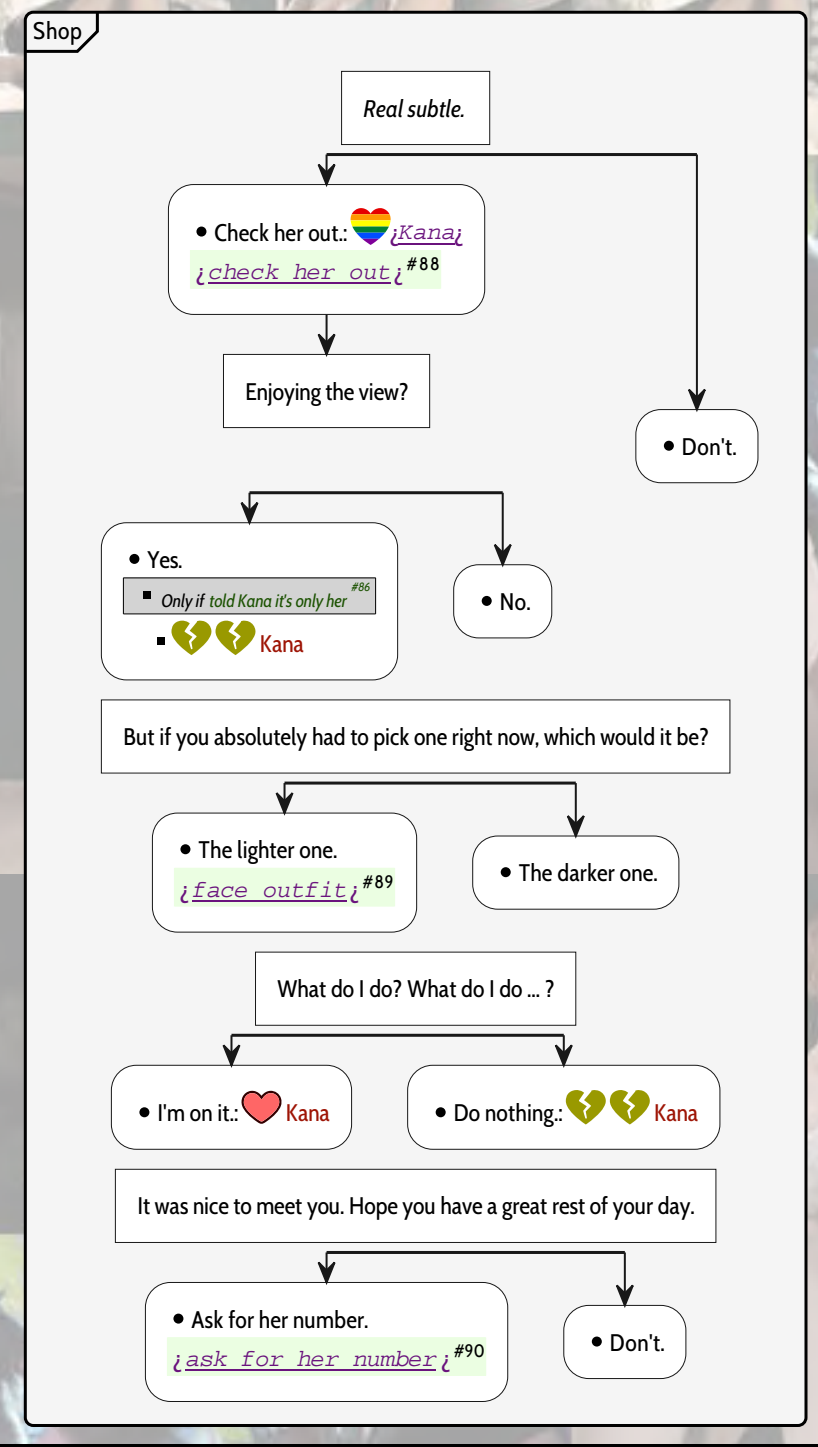 Shop
Real subtle.
• Check her out.: ¿Kana¿
¿check her out¿#88
Enjoying the view?
• Don't.
• Yes.
▪ Only if told Kana it's only her #86
▪ Kana
• No.
But if you absolutely had to pick one right now, which would it be?
• The lighter one.
¿face outfit¿#89
• The darker one.
What do I do? What do I do ... ?
• I'm on it.: Kana
• Do nothing.: Kana
It was nice to meet you. Hope you have a great rest of your day.
• Ask for her number.
¿ask for her number¿#90
• Don't.